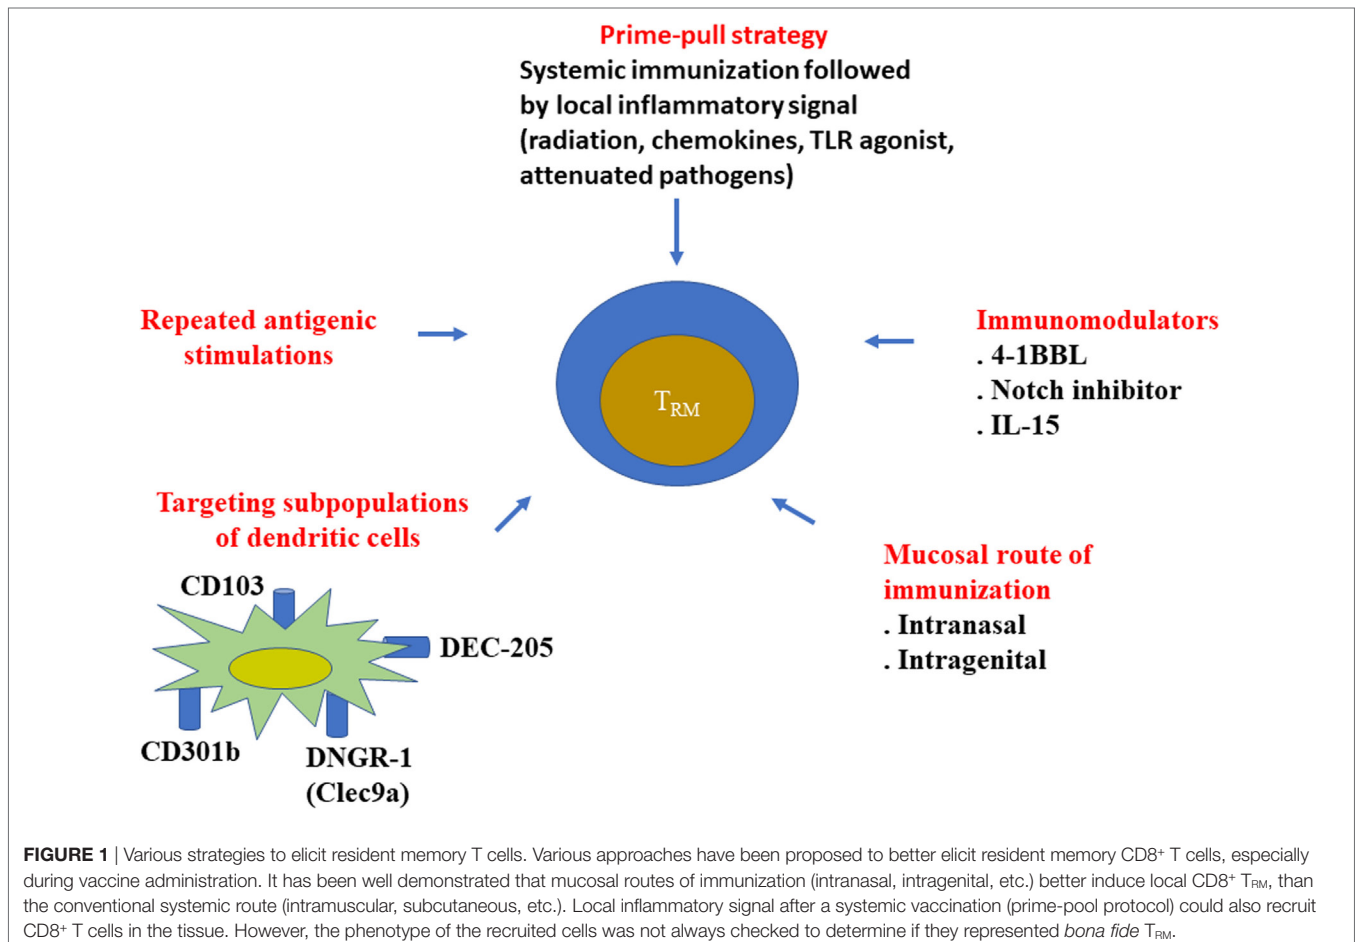 Prime-pull strategy
Systemic immunization followed
by local inflammatory signal
(radiation, chemokines, TLR agonist,
attenuated pathogens)
Repeated antigenic
stimulations
Immunomodulators
. 4-1BBL
. Notch inhibitor
. IL-15
TRM
Targeting subpopulations
of dendritic cells
CD103
DEC-205
CD301b
DNGR-1
(Clec9a)
Mucosal route of
immunization
. Intranasal
. Intragenital
FIGURE 1 | Various strategies to elicit resident memory T cells. Various approaches have been proposed to better elicit resident memory CD8⁺ T cells, especially
during vaccine administration. It has been well demonstrated that mucosal routes of immunization (intranasal, intragenital, etc.) better induce local CD8⁺ TRM, than
the conventional systemic route (intramuscular, subcutaneous, etc.). Local inflammatory signal after a systemic vaccination (prime-pool protocol) could also recruit
CD8⁺ T cells in the tissue. However, the phenotype of the recruited cells was not always checked to determine if they represented bona fide TRM.